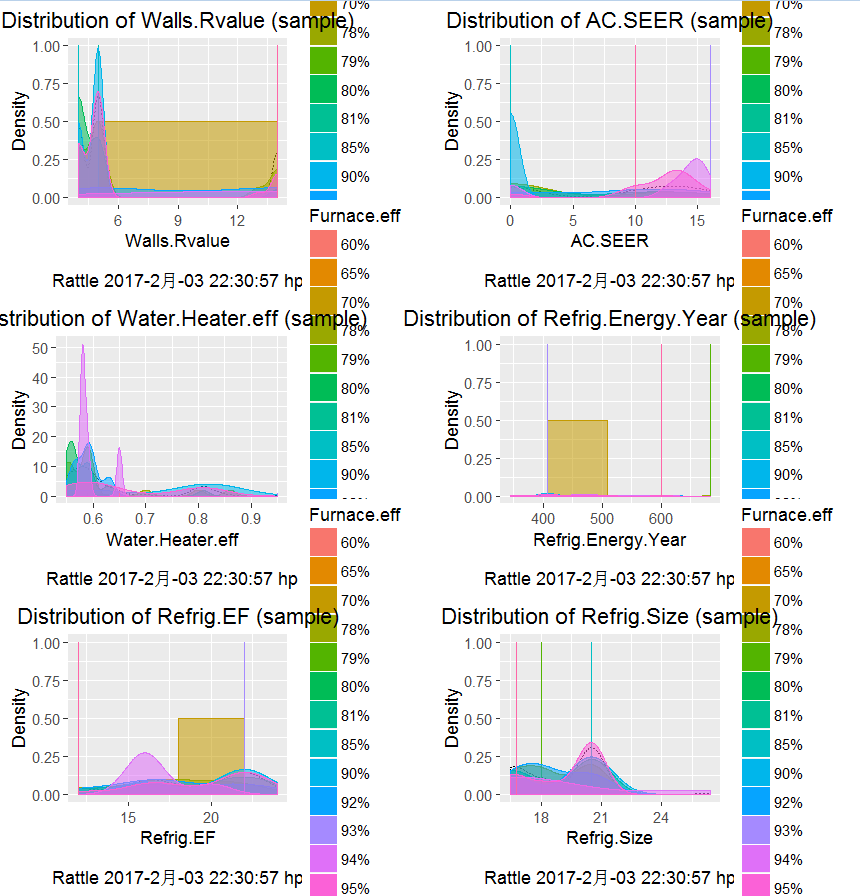 Distribution of Walls.Rvalue (sample)
1.00
0.75
0.50
0.25
0.00
Density
6 9 12
Walls.Rvalue
Rattle 2017-2月-03 22:30:57 hp
70%
78%
79%
80%
81%
85%
90%
Distribution of AC.SEER (sample)
1.00
0.75
0.50
0.25
0.00
Density
0 5 10 15
AC.SEER
Rattle 2017-2月-03 22:30:57 hp
70%
78%
79%
80%
81%
85%
90%
stribution of Water.Heater.eff (sample)
50
40
30
20
10
0
Density
0.6 0.7 0.8 0.9
Water.Heater.eff
Rattle 2017-2月-03 22:30:57 hp
Furnace.eff
60%
65%
70%
78%
79%
80%
81%
85%
90%
Distribution of Refrig.Energy.Year (sample)
1.00
0.75
0.50
0.25
0.00
Density
400 500 600
Refrig.Energy.Year
Rattle 2017-2月-03 22:30:57 hp
Furnace.eff
60%
65%
70%
78%
79%
80%
81%
85%
90%
Distribution of Refrig.EF (sample)
1.00
0.75
0.50
0.25
0.00
Density
15 20
Refrig.EF
Rattle 2017-2月-03 22:30:57 hp
Furnace.eff
60%
65%
70%
78%
79%
80%
81%
85%
90%
92%
93%
94%
95%
Distribution of Refrig.Size (sample)
1.00
0.75
0.50
0.25
0.00
Density
18 21 24
Refrig.Size
Rattle 2017-2月-03 22:30:57 hp
Furnace.eff
60%
65%
70%
78%
79%
80%
81%
85%
90%
92%
93%
94%
95%